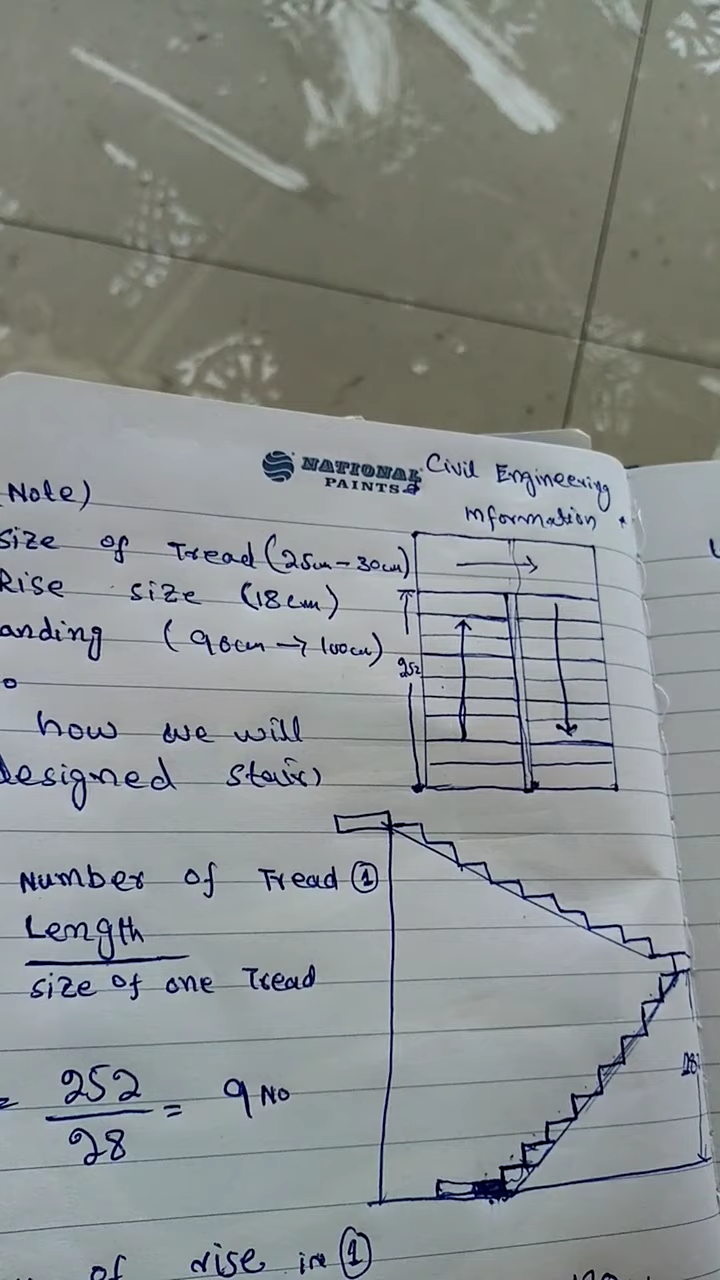 NATIONAL
PAINTS
Civil Engineering
Information
Note)
size of Tread (25cm - 30cm)
Rise size (18cm)
anding (90cm → 100cm)
how we will
designed stair)
252
Number of Tread ①
Length
size of one Tread
= 252
28
= 9 No
of rise in ①